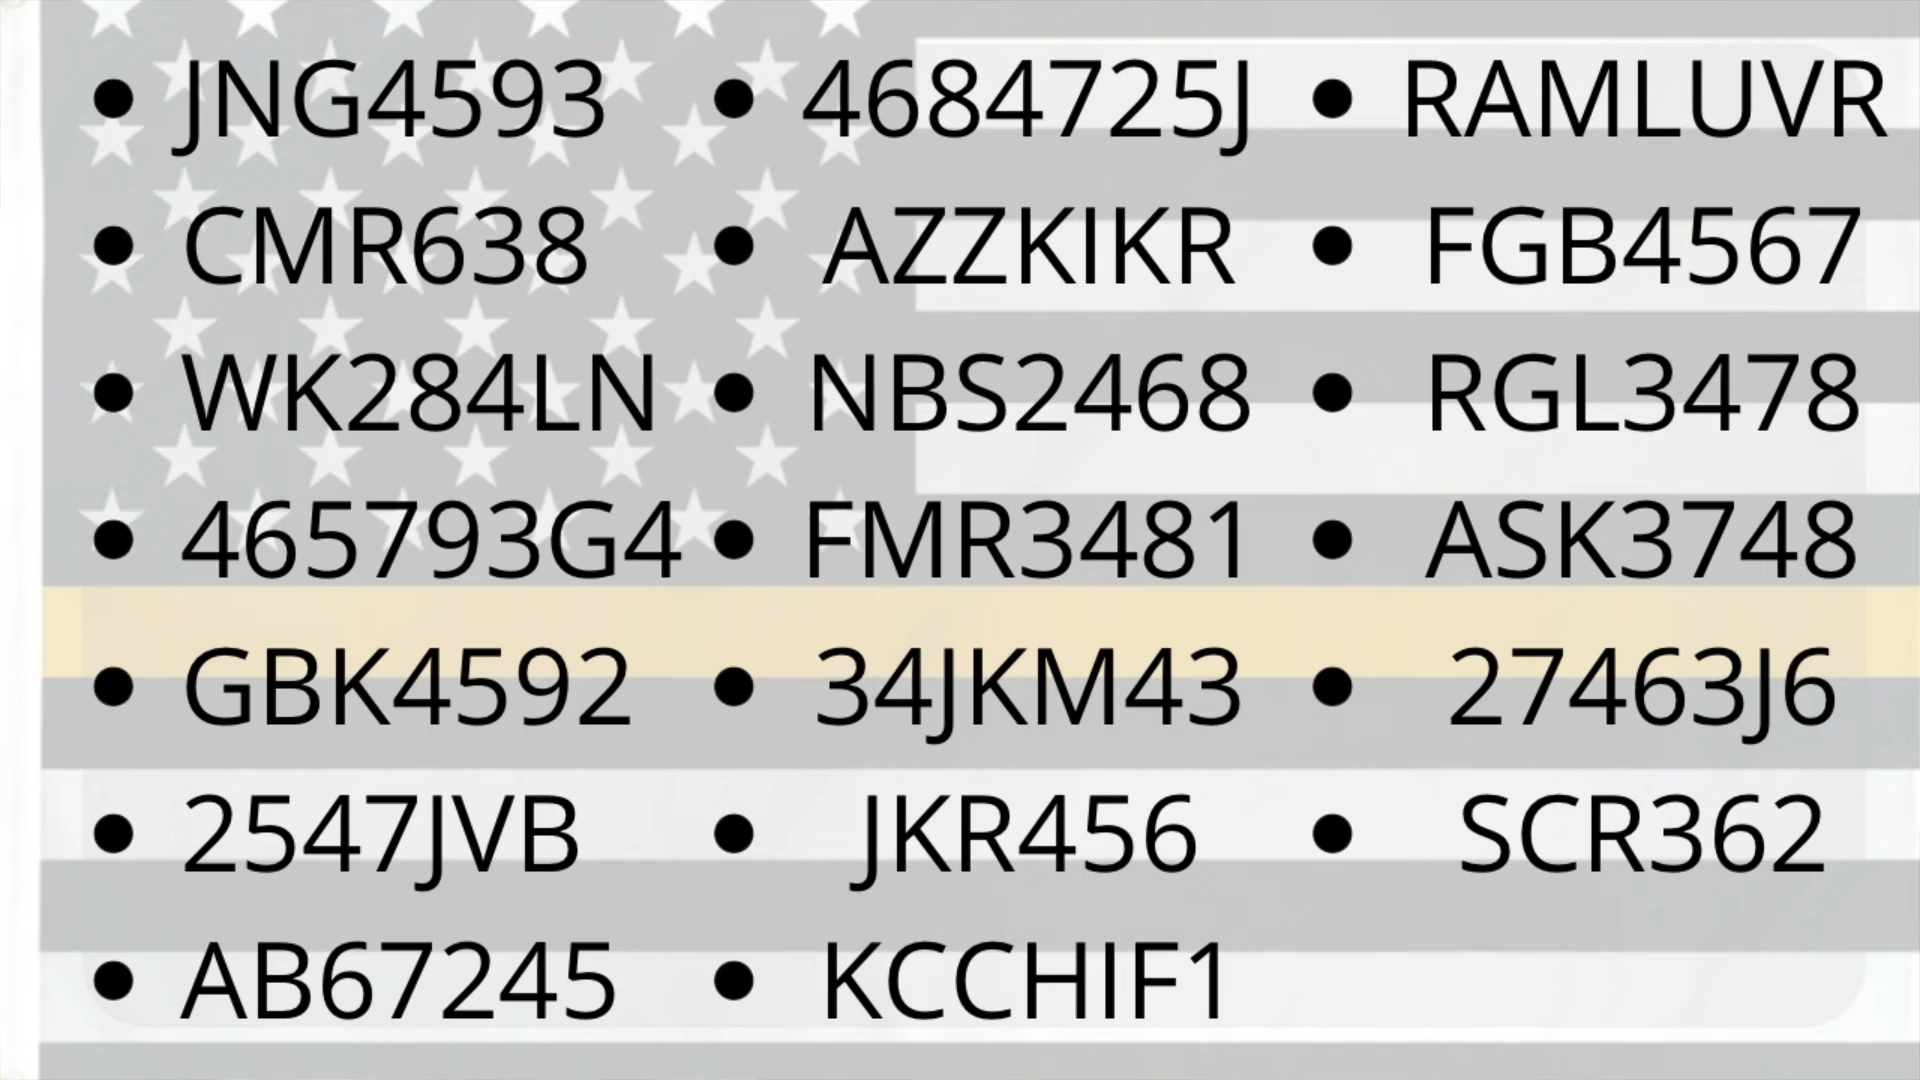 JNG4593
CMR638
WK284LN
465793G4
GBK4592
2547JVB
AB67245
4684725J
AZZKIKR
NBS2468
FMR3481
34JKM43
JKR456
KCCHIF1
RAMLUVR
FGB4567
RGL3478
ASK3748
27463J6
SCR362